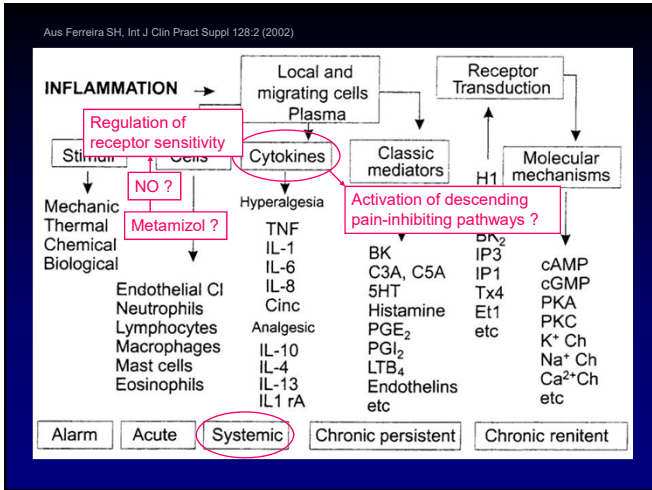 Aus Ferreira SH, Int J Clin Pract Suppl 128:2 (2002)
INFLAMMATION
Local and
migrating cells
Plasma
Receptor
Transduction
Regulation of
receptor sensitivity
Stimuli
Cells
Cytokines
Classic
mediators
Molecular
mechanisms
NO ?
Metamizol ?
Activation of descending
pain-inhibiting pathways ?
Mechanic
Thermal
Chemical
Biological
Endothelial Cl
Neutrophils
Lymphocytes
Macrophages
Mast cells
Eosinophils
Hyperalgesia
TNF
IL-1
IL-6
IL-8
Cinc
Analgesic
IL-10
IL-4
IL-13
IL1 rA
BK
C3A, C5A
5HT
Histamine
PGE₂
PGI₂
LTB₄
Endothelins
etc
H1
BK₂
IP3
IP1
Tx4
Et1
etc
cAMP
cGMP
PKA
PKC
K⁺ Ch
Na⁺ Ch
Ca²⁺Ch
etc
Alarm
Acute
Systemic
Chronic persistent
Chronic renitent